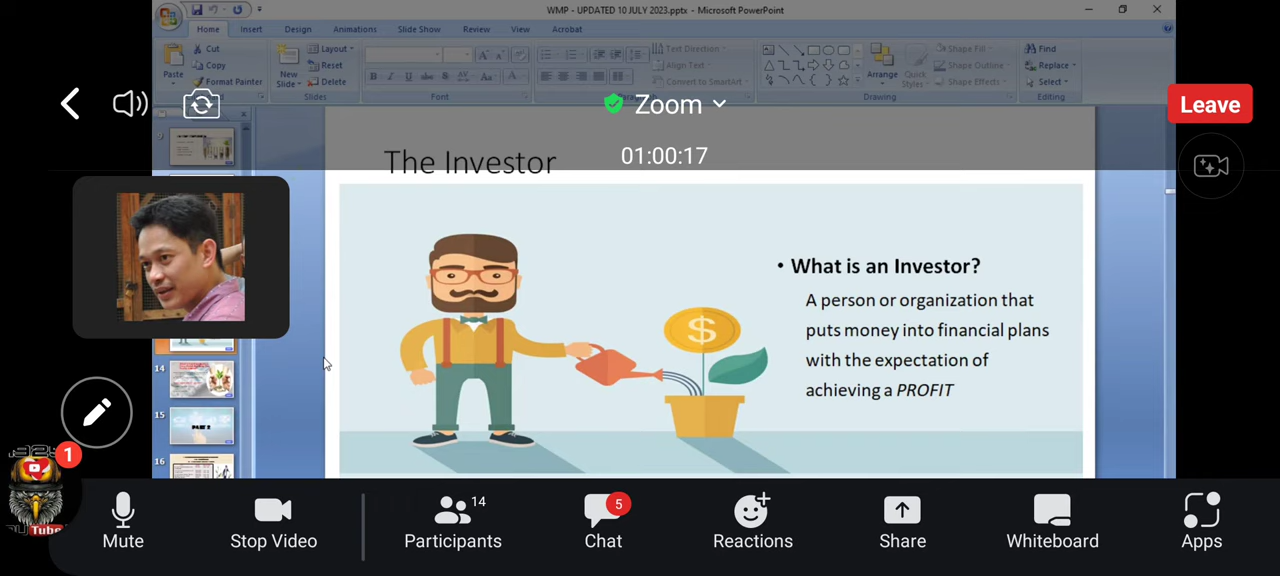 WMP - UPDATED 10 JULY 2023.pptx - Microsoft PowerPoint
Home Insert Design Animations Slide Show Review View Acrobat
Paste
Cut
Copy
Format Painter
New Slide
Layout
Reset
Delete
Slides
Font
B I U abe S AV Aa A
Text Direction
Align Text
Convert to SmartArt
Arrange
Quick Styles
Shape Fill
Shape Outline
Shape Effects
Drawing
Find
Replace
Select
Editing
Zoom
Leave
01:00:17
The Investor
• What is an Investor?
A person or organization that
puts money into financial plans
with the expectation of
achieving a PROFIT
$
9
14
15
16
1
Mute
Stop Video
14
Participants
5
Chat
Reactions
Share
Whiteboard
Apps